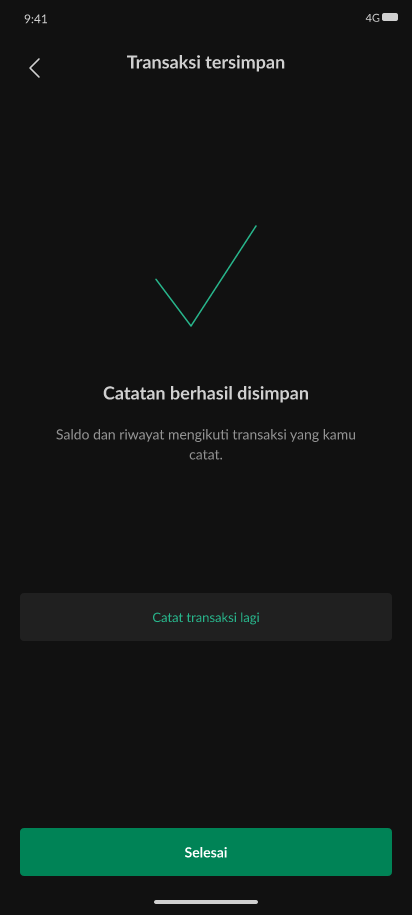 9:41
4G
Transaksi tersimpan
Catatan berhasil disimpan
Saldo dan riwayat mengikuti transaksi yang kamu
catat.
Catat transaksi lagi
Selesai